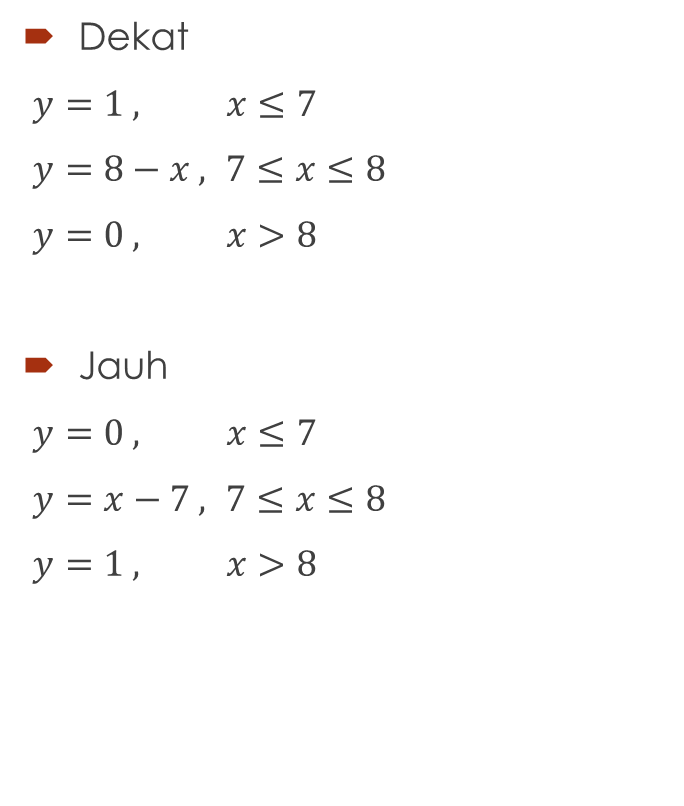 Dekat
y = 1 , x ≤ 7
y = 8 − x , 7 ≤ x ≤ 8
y = 0 , x > 8
Jauh
y = 0 , x ≤ 7
y = x − 7 , 7 ≤ x ≤ 8
y = 1 , x > 8